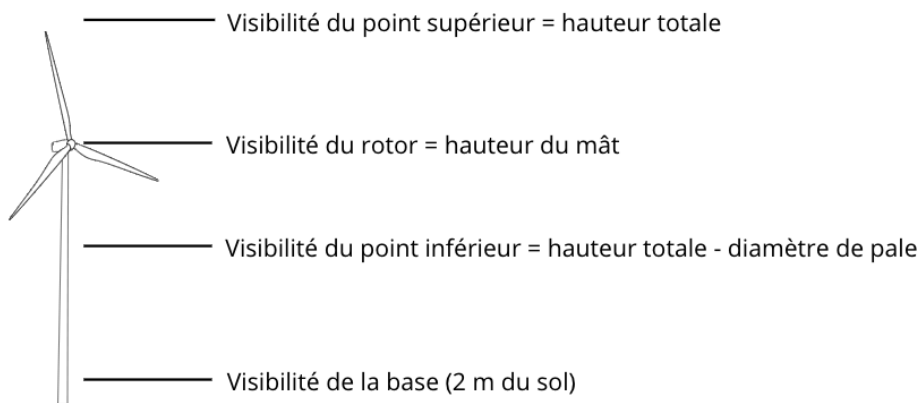 Visibilité du point supérieur = hauteur totale
Visibilité du rotor = hauteur du mât
Visibilité du point inférieur = hauteur totale - diamètre de pale
Visibilité de la base (2 m du sol)